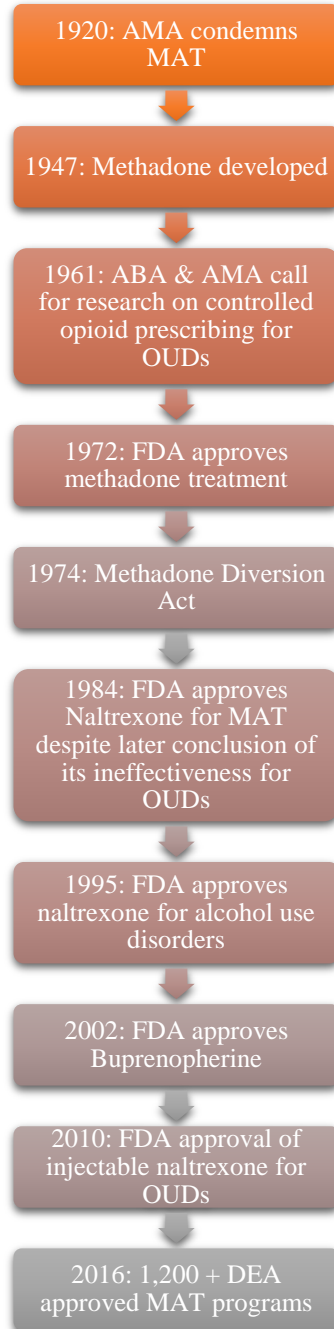 1920: AMA condemns
MAT
1947: Methadone developed
1961: ABA & AMA call
for research on controlled
opioid prescribing for
OUDs
1972: FDA approves
methadone treatment
1974: Methadone Diversion
Act
1984: FDA approves
Naltrexone for MAT
despite later conclusion of
its ineffectiveness for
OUDs
1995: FDA approves
naltrexone for alcohol use
disorders
2002: FDA approves
Buprenopherine
2010: FDA approval of
injectable naltrexone for
OUDs
2016: 1,200 + DEA
approved MAT programs